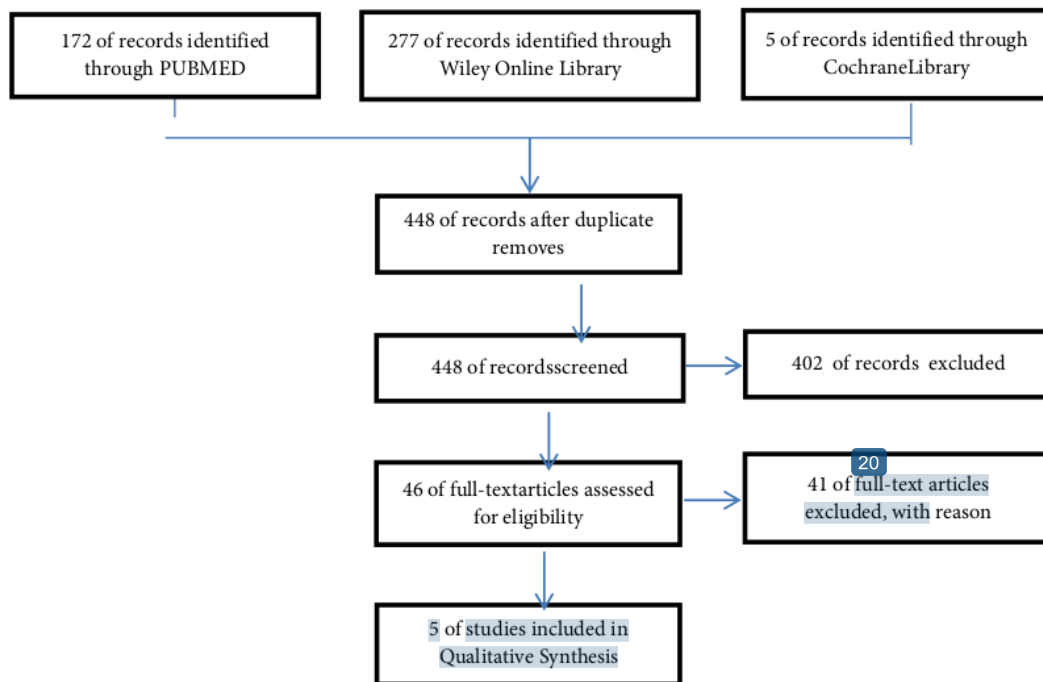 172 of records identified
through PUBMED
277 of records identified through
Wiley Online Library
5 of records identified through
CochraneLibrary
448 of records after duplicate
removes
448 of recordsscreened
402 of records excluded
46 of full-textarticles assessed
for eligibility
20
41 of full-text articles
excluded, with reason
5 of studies included in
Qualitative Synthesis